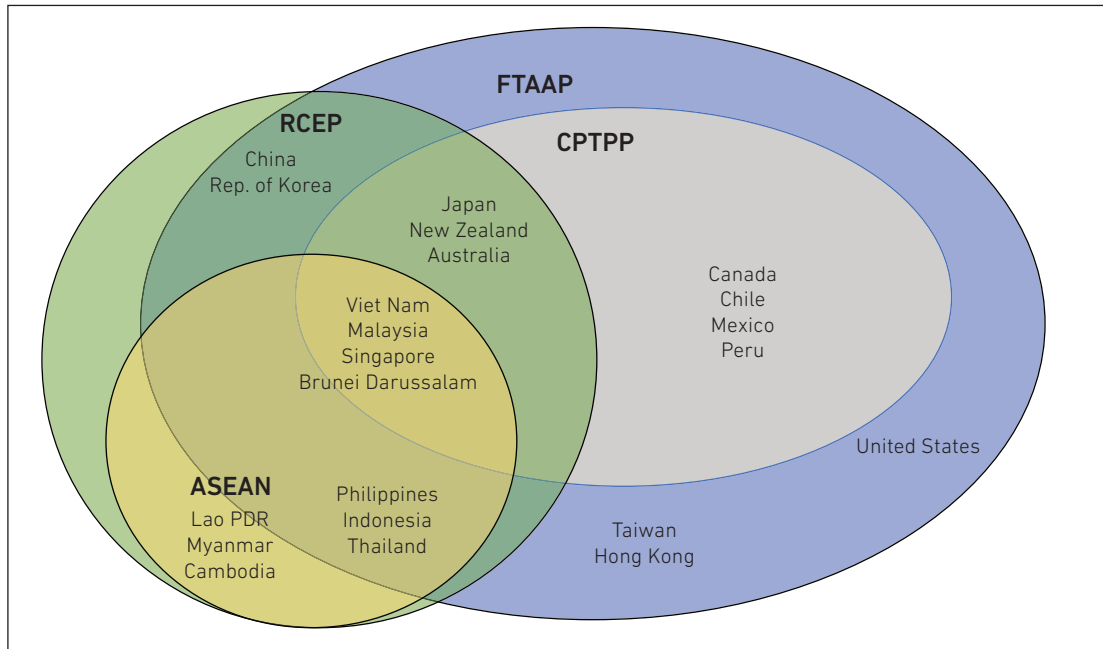 FTAAP
RCEP
CPTPP
China
Rep. of Korea
Japan
New Zealand
Australia
Canada
Chile
Mexico
Peru
Viet Nam
Malaysia
Singapore
Brunei Darussalam
United States
ASEAN
Lao PDR
Myanmar
Cambodia
Philippines
Indonesia
Thailand
Taiwan
Hong Kong